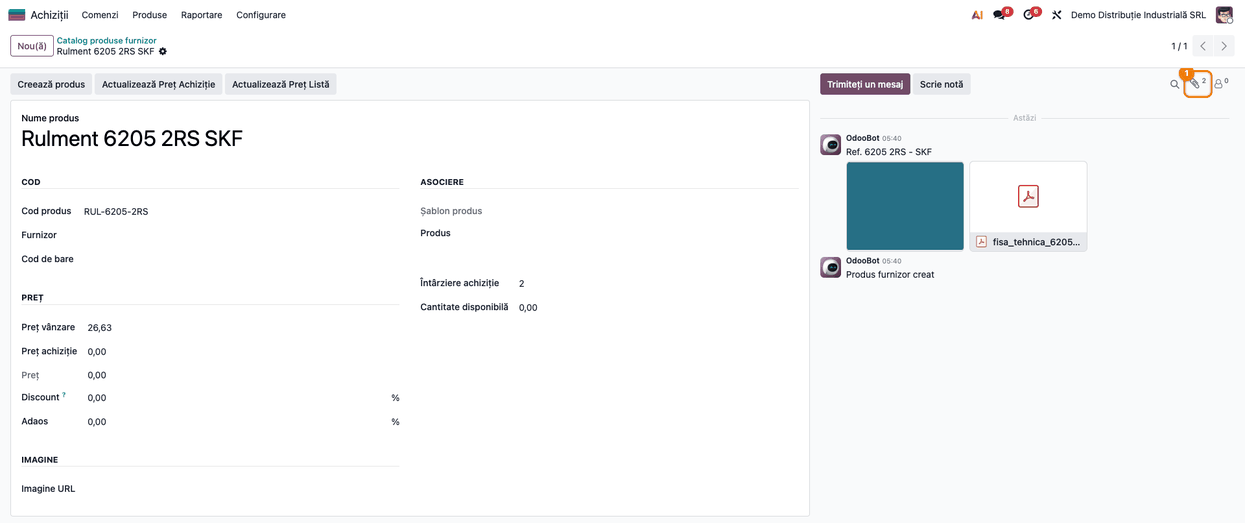 Achiziții Comenzi Produse Raportare Configurare AI 8 6 Demo Distribuție Industrială SRL
Nou(ă) Catalog produse furnizor
Rulment 6205 2RS SKF
1 / 1
Creează produs Actualizează Preț Achiziție Actualizează Preț Listă Trimiteți un mesaj Scrie notă 1 2 0
Nume produs
Rulment 6205 2RS SKF
COD
Cod produs RUL-6205-2RS
Furnizor
Cod de bare
PREȚ
Preț vânzare 26,63
Preț achiziție 0,00
Preț 0,00
Discount ? 0,00 %
Adaos 0,00 %
IMAGINE
Imagine URL
ASOCIERE
Șablon produs
Produs
Întârziere achiziție 2
Cantitate disponibilă 0,00
Astăzi
OdooBot 05:40
Ref. 6205 2RS - SKF
fisa_tehnica_6205...
OdooBot 05:40
Produs furnizor creat